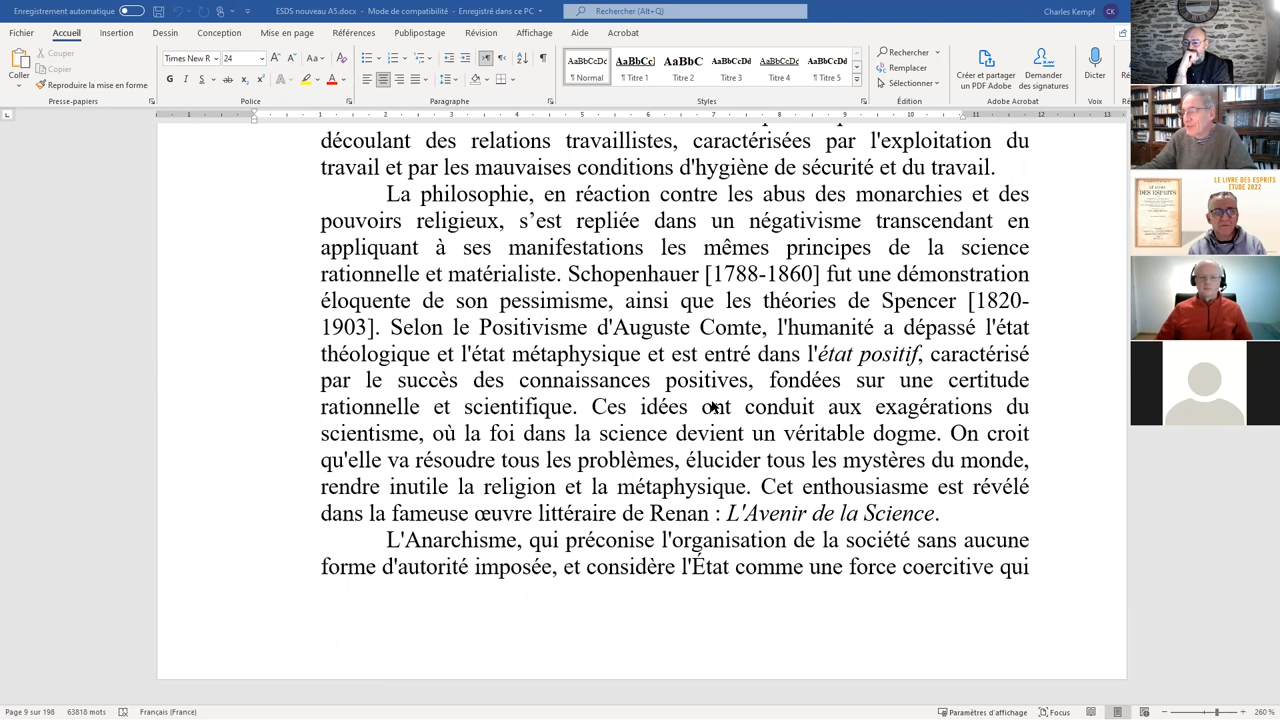 Enregistrement automatique
ESDS nouveau A5.docx - Mode de compatibilité - Enregistré dans ce PC
Rechercher (Alt+Q)
Charles Kempf
CK
Fichier Accueil Insertion Dessin Conception Mise en page Références Publipostage Révision Affichage Aide Acrobat
Coller
Couper
Copier
Reproduire la mise en forme
Presse-papiers
Times New R 24
G I S
Police
Paragraphe
AaBbCcDc AaBbCcI AaBbC AaBbCcDc AaBbCcDc AaBbCcDc
¶ Normal ¶ Titre 1 Titre 2 ¶ Titre 3 ¶ Titre 4 ¶ Titre 5
Styles
Rechercher
Remplacer
Sélectionner
Édition
Créer et partager un PDF Adobe
Demander des signatures
Adobe Acrobat
Dicter
Voix
découlant des relations travaillistes, caractérisées par l'exploitation du
travail et par les mauvaises conditions d'hygiène de sécurité et du travail.
La philosophie, en réaction contre les abus des monarchies et des
pouvoirs religieux, s’est repliée dans un négativisme transcendant en
appliquant à ces manifestations les mêmes principes de la science
rationnelle et matérialiste. Schopenhauer [1788-1860] fut une démonstration
éloquente de son pessimisme, ainsi que les théories de Spencer [1820-
1903]. Selon le Positivisme d'Auguste Comte, l'humanité a dépassé l'état
théologique et l'état métaphysique et est entré dans l'état positif, caractérisé
par le succès des connaissances positives, fondées sur une certitude
rationnelle et scientifique. Ces idées ont conduit aux exagérations du
scientisme, où la foi dans la science devient un véritable dogme. On croit
qu'elle va résoudre tous les problèmes, élucider tous les mystères du monde,
rendre inutile la religion et la métaphysique. Cet enthousiasme est révélé
dans la fameuse œuvre littéraire de Renan : L'Avenir de la Science.
L'Anarchisme, qui préconise l'organisation de la société sans aucune
forme d'autorité imposée, et considère l'État comme une force coercitive qui
LE LIVRE DES ESPRITS
ETUDE 2022
DES ESPRITS
Page 9 sur 198 63818 mots Français (France)
Paramètres d'affichage Focus 260 %